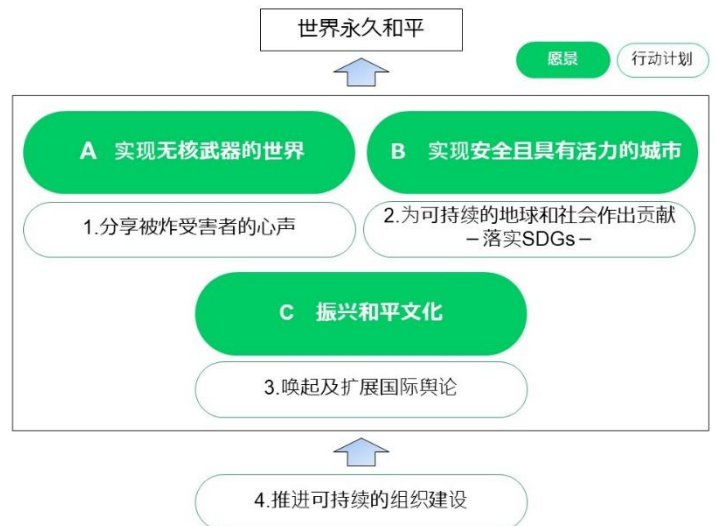 世界永久和平
愿景
行动计划
A 实现无核武器的世界
B 实现安全且具有活力的城市
1.分享被炸受害者的心声
2.为可持续的地球和社会作出贡献
－落实SDGs－
C 振兴和平文化
3.唤起及扩展国际舆论
4.推进可持续的组织建设